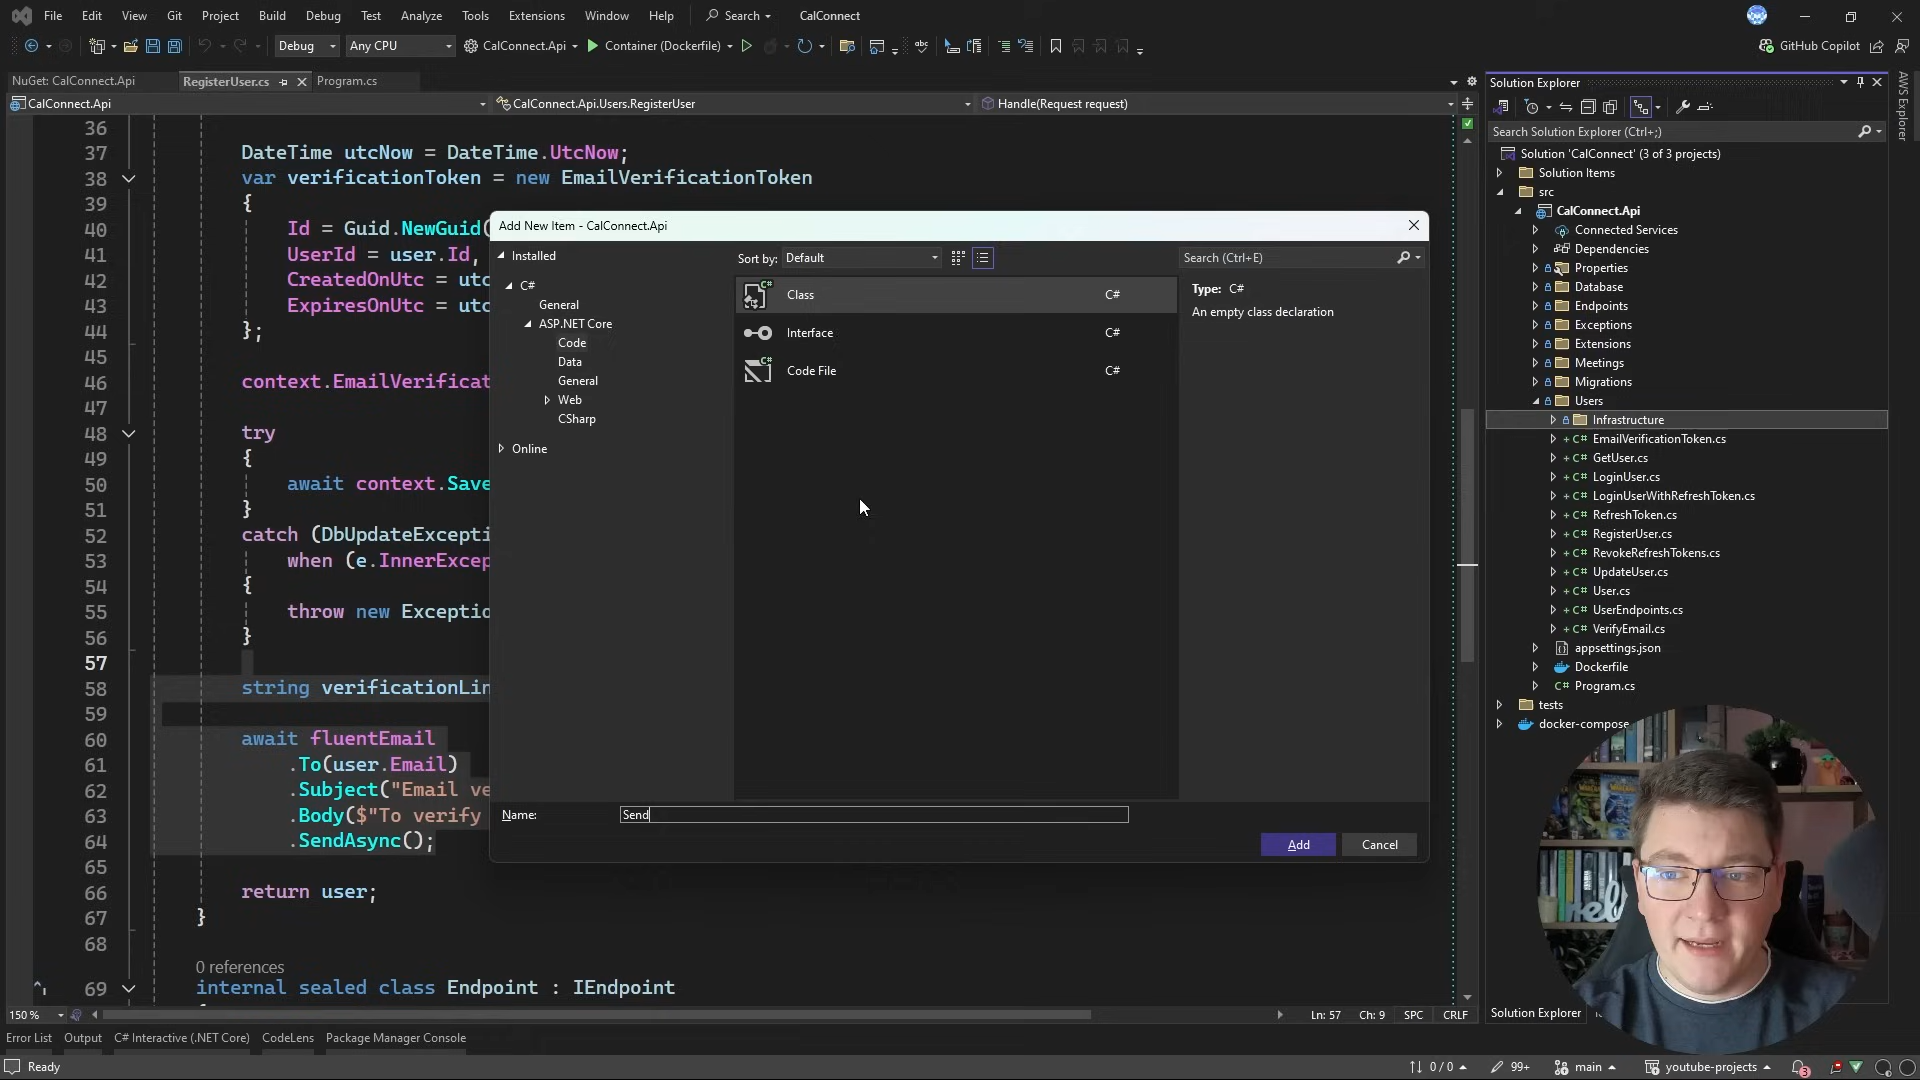 File Edit View Git Project Build Debug Test Analyze Tools Extensions Window Help Search CalConnect
Debug Any CPU CalConnect.Api Container (Dockerfile) GitHub Copilot
NuGet: CalConnect.Api RegisterUser.cs Program.cs
CalConnect.Api CalConnect.Api.Users.RegisterUser Handle(Request request)
36
37 DateTime utcNow = DateTime.UtcNow;
38 var verificationToken = new EmailVerificationToken
39 {
40 Id = Guid.NewGuid(
41 UserId = user.Id,
42 CreatedOnUtc = utc
43 ExpiresOnUtc = utc
44 };
45
46 context.EmailVerificat
47
48 try
49 {
50 await context.Save
51 }
52 catch (DbUpdateExcepti
53 when (e.InnerExcep
54 {
55 throw new Exceptio
56 }
57
58 string verificationLin
59
60 await fluentEmail
61 .To(user.Email)
62 .Subject("Email ve
63 .Body($"To verify
64 .SendAsync();
65
66 return user;
67 }
68
0 references
69 internal sealed class Endpoint : IEndpoint
150 % Ln: 57 Ch: 9 SPC CRLF
Error List Output C# Interactive (.NET Core) CodeLens Package Manager Console
Ready 0 / 0 99+ main youtube-projects 3
Add New Item - CalConnect.Api
Installed
C#
General
ASP.NET Core
Code
Data
General
Web
CSharp
Online
Sort by: Default
Search (Ctrl+E)
Class C#
Interface C#
Code File C#
Type: C#
An empty class declaration
Name: Send
Add Cancel
Solution Explorer
Search Solution Explorer (Ctrl+;)
Solution 'CalConnect' (3 of 3 projects)
Solution Items
src
CalConnect.Api
Connected Services
Dependencies
Properties
Database
Endpoints
Exceptions
Extensions
Meetings
Migrations
Users
Infrastructure
+ C# EmailVerificationToken.cs
+ C# GetUser.cs
+ C# LoginUser.cs
+ C# LoginUserWithRefreshToken.cs
+ C# RefreshToken.cs
+ C# RegisterUser.cs
+ C# RevokeRefreshTokens.cs
+ C# UpdateUser.cs
+ C# User.cs
+ C# UserEndpoints.cs
+ C# VerifyEmail.cs
appsettings.json
Dockerfile
C# Program.cs
tests
docker-compose
Solution Explorer
AWS Explorer